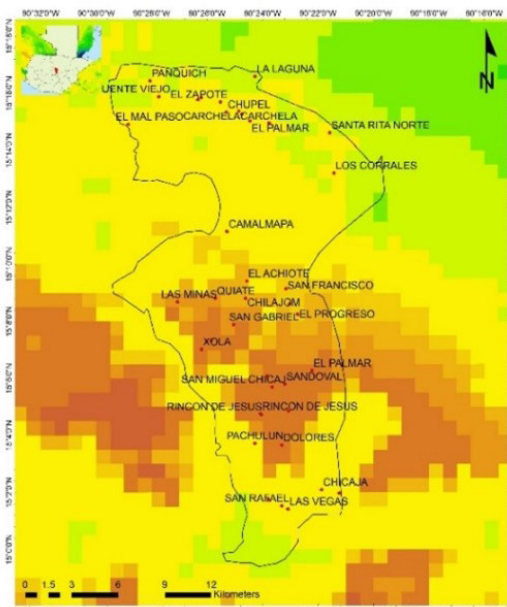 90°32'0"W 90°30'0"W 90°28'0"W 90°26'0"W 90°24'0"W 90°22'0"W 90°20'0"W 90°18'0"W 90°16'0"W
N
PANQUICH
LA LAGUNA
UENTE VIEJO
EL ZAPOTE
CHUPEL
EL MAL PASO
CARCHELA
CARCHELA
EL PALMAR
SANTA RITA NORTE
LOS CORRALES
CAMALMAPA
EL ACHIOTE
SAN FRANCISCO
LAS MINAS
QUIATE
CHILAJOM
SAN GABRIEL
EL PROGRESO
XOLA
EL PALMAR
SAN MIGUEL CHICAJ
SANDOVAL
RINCON DE JESUS
RINCON DE JESUS
PACHULUN
DOLORES
CHICAJA
SAN RAFAEL
LAS VEGAS
0 1.5 3 6 9 12
Kilometers